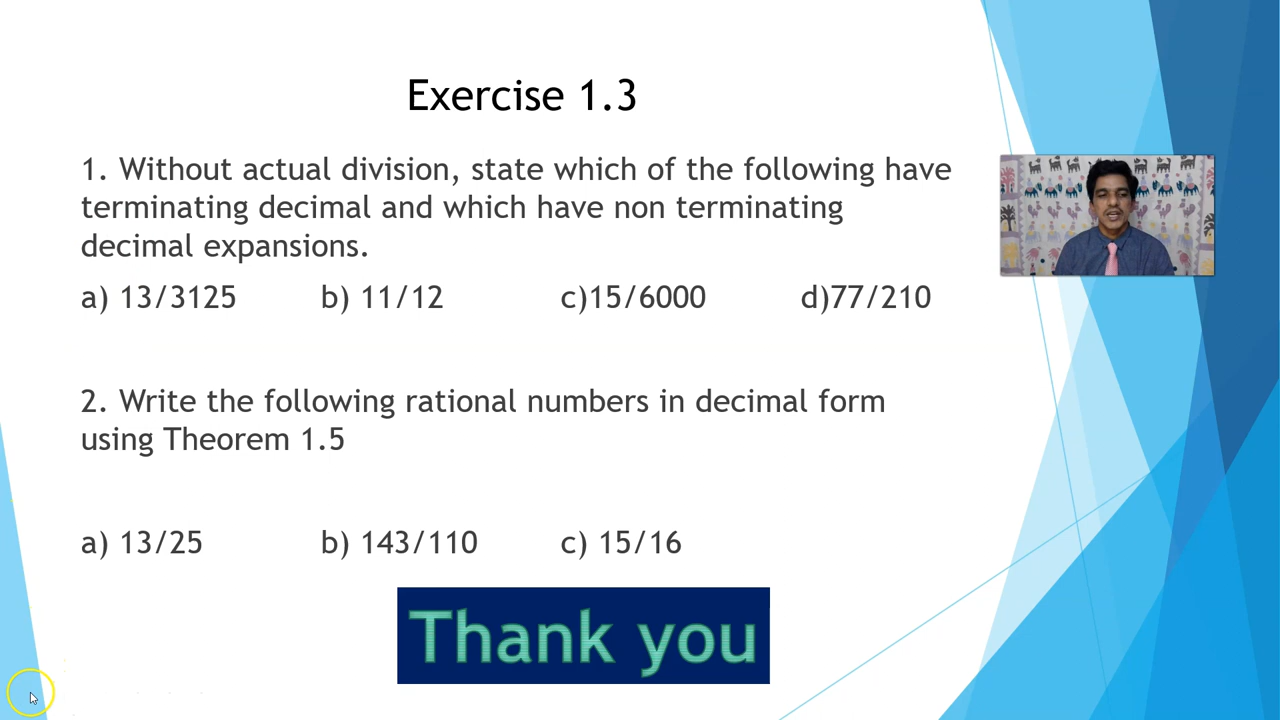 Exercise 1.3
1. Without actual division, state which of the following have
terminating decimal and which have non terminating
decimal expansions.
a) 13/3125 b) 11/12 c)15/6000 d)77/210
2. Write the following rational numbers in decimal form
using Theorem 1.5
a) 13/25 b) 143/110 c) 15/16
Thank you